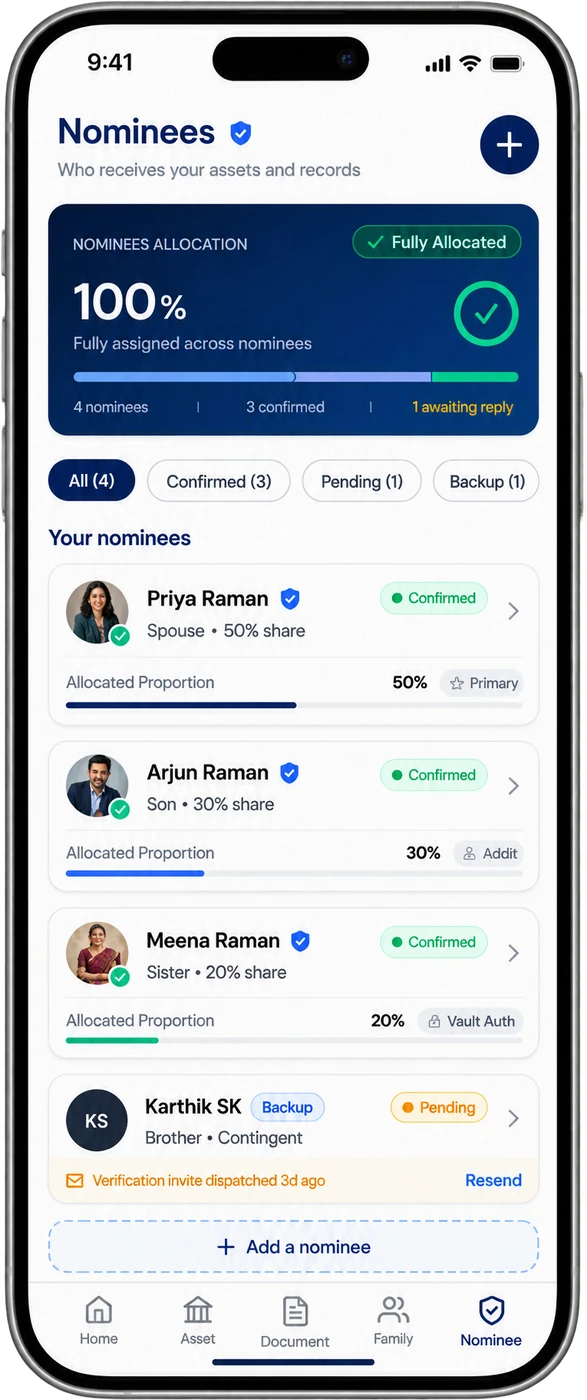 9:41
Nominees
Who receives your assets and records
NOMINEES ALLOCATION
Fully Allocated
100%
Fully assigned across nominees
4 nominees | 3 confirmed | 1 awaiting reply
All (4) Confirmed (3) Pending (1) Backup (1)
Your nominees
Priya Raman Confirmed
Spouse • 50% share
Allocated Proportion 50% Primary
Arjun Raman Confirmed
Son • 30% share
Allocated Proportion 30% Addit
Meena Raman Confirmed
Sister • 20% share
Allocated Proportion 20% Vault Auth
KS
Karthik SK Backup Pending
Brother • Contingent
Verification invite dispatched 3d ago Resend
+ Add a nominee
Home Asset Document Family Nominee